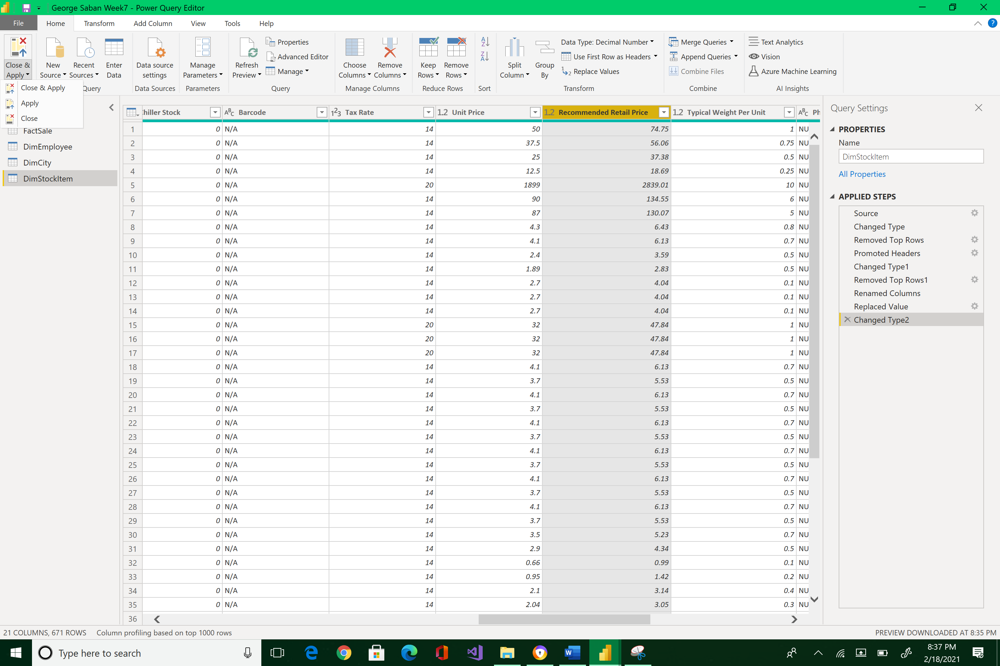 George Saban Week7 - Power Query Editor
File Home Transform Add Column View Tools Help
Close & Apply
New Source
Recent Sources
Enter Data
Data source settings
Manage Parameters
Refresh Preview
Properties
Advanced Editor
Manage
Choose Columns
Remove Columns
Keep Rows
Remove Rows
Split Column
Group By
Data Type: Decimal Number
Use First Row as Headers
Replace Values
Merge Queries
Append Queries
Combine Files
Text Analytics
Vision
Azure Machine Learning
Query Data Sources Parameters Query Manage Columns Reduce Rows Sort Transform Combine AI Insights
Close & Apply
Apply
Close
FactSale
DimEmployee
DimCity
DimStockItem
hiller Stock ABC Barcode 123 Tax Rate 1.2 Unit Price 1.2 Recommended Retail Price 1.2 Typical Weight Per Unit ABC Ph
1 0 N/A 14 50 74.75 1 NU
2 0 N/A 14 37.5 56.06 0.75 NU
3 0 N/A 14 25 37.38 0.5 NU
4 0 N/A 14 12.5 18.69 0.25 NU
5 0 N/A 20 1899 2839.01 10 NU
6 0 N/A 14 90 134.55 6 NU
7 0 N/A 14 87 130.07 5 NU
8 0 N/A 14 4.3 6.43 0.8 NU
9 0 N/A 14 4.1 6.13 0.7 NU
10 0 N/A 14 2.4 3.59 0.5 NU
11 0 N/A 14 1.89 2.83 0.5 NU
12 0 N/A 14 2.7 4.04 0.1 NU
13 0 N/A 14 2.7 4.04 0.1 NU
14 0 N/A 14 2.7 4.04 0.1 NU
15 0 N/A 20 32 47.84 1 NU
16 0 N/A 20 32 47.84 1 NU
17 0 N/A 20 32 47.84 1 NU
18 0 N/A 14 4.1 6.13 0.7 NU
19 0 N/A 14 3.7 5.53 0.5 NU
20 0 N/A 14 4.1 6.13 0.7 NU
21 0 N/A 14 3.7 5.53 0.5 NU
22 0 N/A 14 4.1 6.13 0.7 NU
23 0 N/A 14 3.7 5.53 0.5 NU
24 0 N/A 14 4.1 6.13 0.7 NU
25 0 N/A 14 3.7 5.53 0.5 NU
26 0 N/A 14 4.1 6.13 0.7 NU
27 0 N/A 14 3.7 5.53 0.5 NU
28 0 N/A 14 4.1 6.13 0.7 NU
29 0 N/A 14 3.7 5.53 0.5 NU
30 0 N/A 14 3.5 5.23 0.7 NU
31 0 N/A 14 2.9 4.34 0.5 NU
32 0 N/A 14 0.66 0.99 0.1 NU
33 0 N/A 14 0.95 1.42 0.2 NU
34 0 N/A 14 2.1 3.14 0.4 NU
35 0 N/A 14 2.04 3.05 0.3 NU
36
Query Settings
PROPERTIES
Name
DimStockItem
All Properties
APPLIED STEPS
Source
Changed Type
Removed Top Rows
Promoted Headers
Changed Type1
Removed Top Rows1
Renamed Columns
Replaced Value
Changed Type2
21 COLUMNS, 671 ROWS Column profiling based on top 1000 rows PREVIEW DOWNLOADED AT 8:35 PM
Type here to search
8:37 PM
2/18/2021